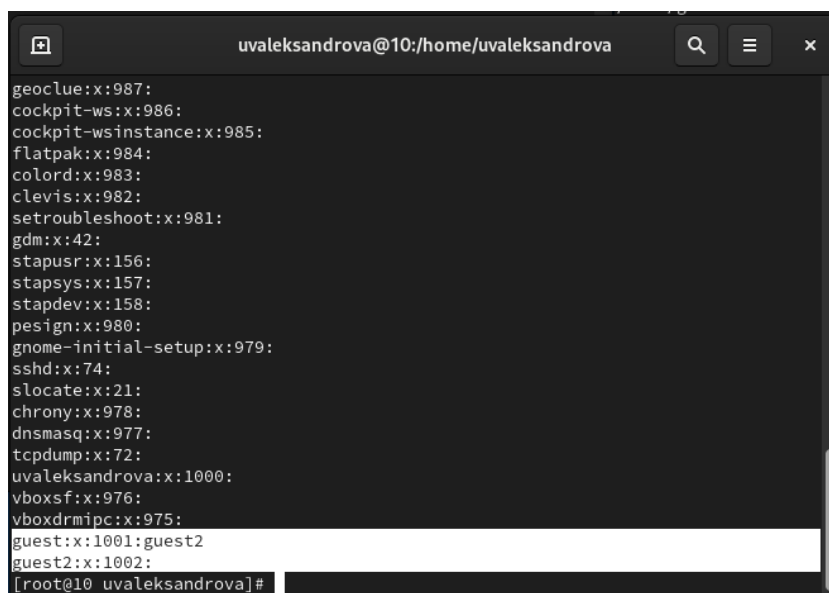 uvaleksandrova@10:/home/uvaleksandrova
geoclue:x:987:
cockpit-ws:x:986:
cockpit-wsinstance:x:985:
flatpak:x:984:
colord:x:983:
clevis:x:982:
setroubleshoot:x:981:
gdm:x:42:
stapusr:x:156:
stapsys:x:157:
stapdev:x:158:
pesign:x:980:
gnome-initial-setup:x:979:
sshd:x:74:
slocate:x:21:
chrony:x:978:
dnsmasq:x:977:
tcpdump:x:72:
uvaleksandrova:x:1000:
vboxsf:x:976:
vboxdrmipc:x:975:
guest:x:1001:guest2
guest2:x:1002:
[root@10 uvaleksandrova]#